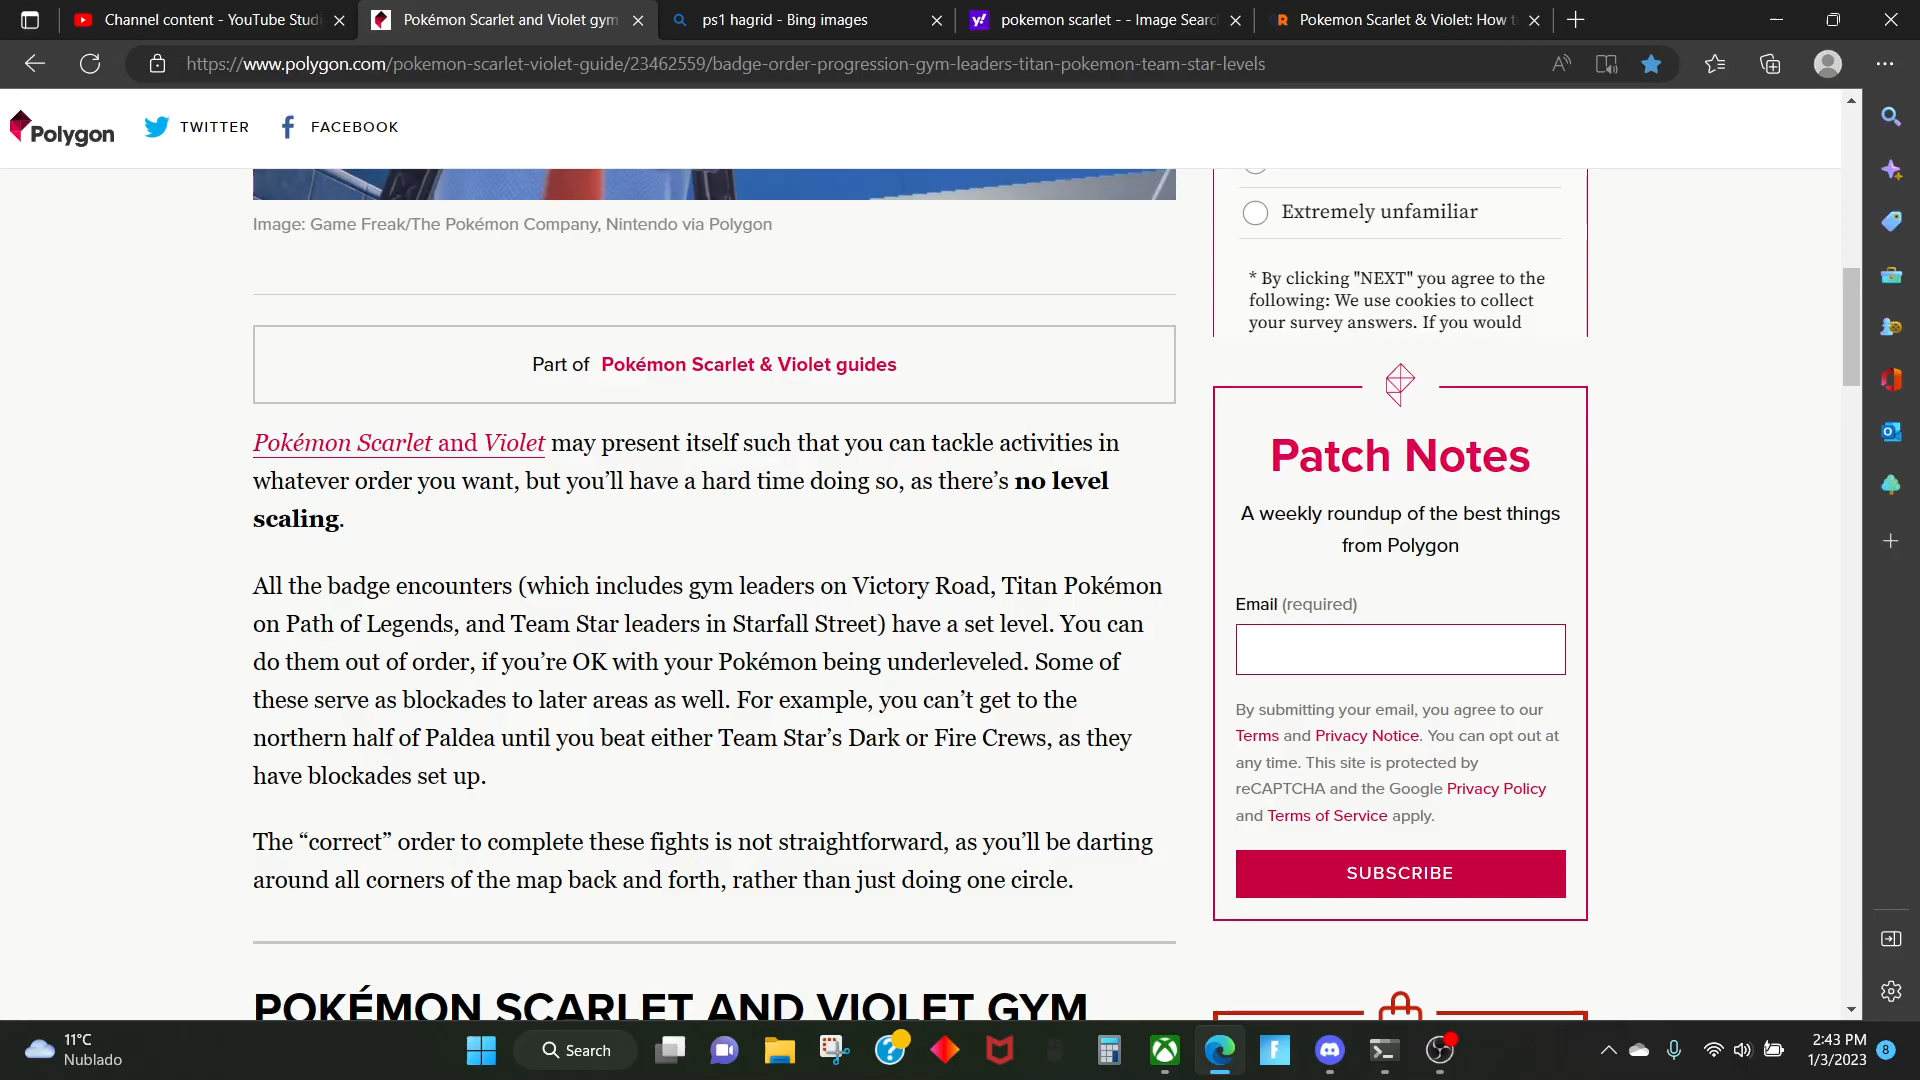 Channel content - YouTube Studi
Pokémon Scarlet and Violet gym
ps1 hagrid - Bing images
pokemon scarlet - - Image Searc
Pokemon Scarlet & Violet: How t
https://www.polygon.com/pokemon-scarlet-violet-guide/23462559/badge-order-progression-gym-leaders-titan-pokemon-team-star-levels
Polygon
TWITTER
FACEBOOK
Image: Game Freak/The Pokémon Company, Nintendo via Polygon
Part of Pokémon Scarlet & Violet guides
Pokémon Scarlet and Violet may present itself such that you can tackle activities in
whatever order you want, but you’ll have a hard time doing so, as there’s no level
scaling.
All the badge encounters (which includes gym leaders on Victory Road, Titan Pokémon
on Path of Legends, and Team Star leaders in Starfall Street) have a set level. You can
do them out of order, if you’re OK with your Pokémon being underleveled. Some of
these serve as blockades to later areas as well. For example, you can’t get to the
northern half of Paldea until you beat either Team Star’s Dark or Fire Crews, as they
have blockades set up.
The “correct” order to complete these fights is not straightforward, as you’ll be darting
around all corners of the map back and forth, rather than just doing one circle.
POKÉMON SCARLET AND VIOLET GYM
Extremely unfamiliar
* By clicking "NEXT" you agree to the
following: We use cookies to collect
your survey answers. If you would
Patch Notes
A weekly roundup of the best things
from Polygon
Email (required)
By submitting your email, you agree to our
Terms and Privacy Notice. You can opt out at
any time. This site is protected by
reCAPTCHA and the Google Privacy Policy
and Terms of Service apply.
SUBSCRIBE
11°C
Nublado
Search
2:43 PM
1/3/2023
8